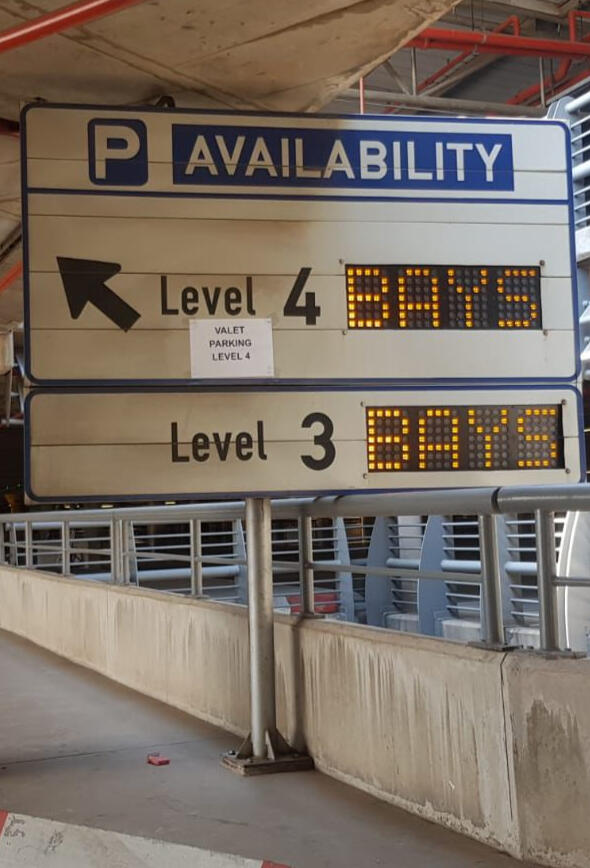 P AVAILABILITY
Level 4 BAYS
VALET
PARKING
LEVEL 4
Level 3 BAYS